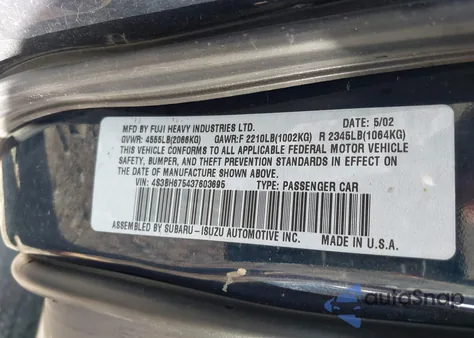 MFD BY FUJI HEAVY INDUSTRIES LTD. DATE: 5/02
GVWR: 4555LB(2066KG) GAWR:F 2210LB(1002KG) R 2345LB(1064KG)
THIS VEHICLE CONFORMS TO ALL APPLICABLE FEDERAL MOTOR VEHICLE
SAFETY, BUMPER, AND THEFT PREVENTION STANDARDS IN EFFECT ON
THE DATE OF MANUFACTURE SHOWN ABOVE.
VIN: 4S3BH675437603695 TYPE: PASSENGER CAR
ASSEMBLED BY SUBARU-ISUZU AUTOMOTIVE INC. MADE IN U.S.A.
autoSnap